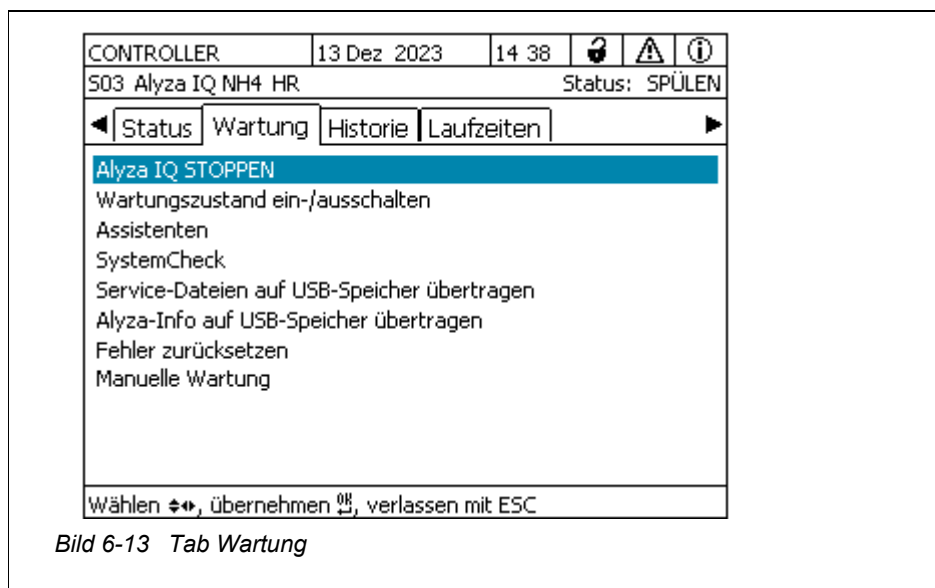 CONTROLLER 13 Dez 2023 14 38
S03 Alyza IQ NH4 HR Status: SPÜLEN
Status Wartung Historie Laufzeiten
Alyza IQ STOPPEN
Wartungszustand ein-/ausschalten
Assistenten
SystemCheck
Service-Dateien auf USB-Speicher übertragen
Alyza-Info auf USB-Speicher übertragen
Fehler zurücksetzen
Manuelle Wartung
Wählen, übernehmen OK, verlassen mit ESC
Bild 6-13 Tab Wartung